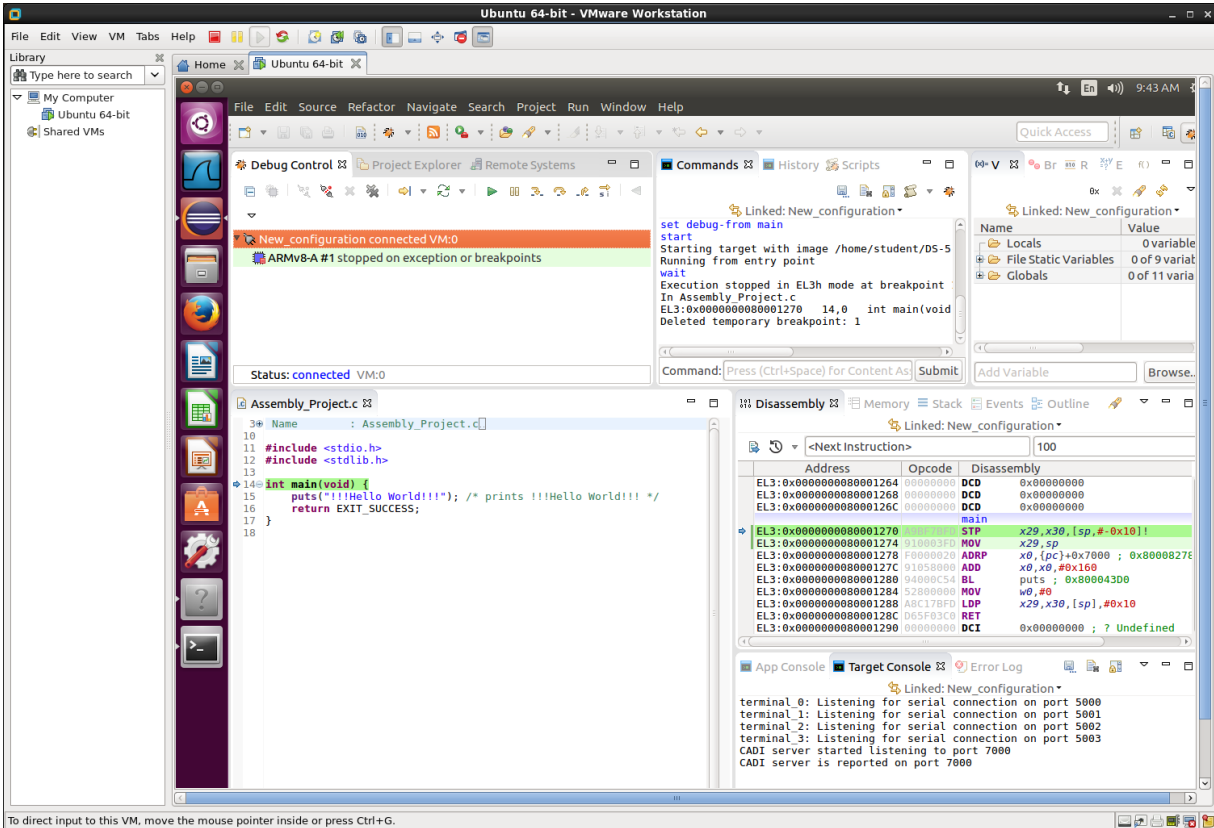 Ubuntu 64-bit - VMware Workstation
File Edit View VM Tabs Help
Library
Type here to search
My Computer
Ubuntu 64-bit
Shared VMs
Home
Ubuntu 64-bit
En 9:43 AM
File Edit Source Refactor Navigate Search Project Run Window Help
Quick Access
Debug Control Project Explorer Remote Systems
New_configuration connected VM:0
ARMv8-A #1 stopped on exception or breakpoints
Status: connected VM:0
Commands History Scripts
Linked: New_configuration
set debug-from main
start
Starting target with image /home/student/DS-5
Running from entry point
wait
Execution stopped in EL3h mode at breakpoint
In Assembly_Project.c
EL3:0x0000000080001270 14,0 int main(void
Deleted temporary breakpoint: 1
Command: Press (Ctrl+Space) for Content As Submit
(x)= V Br R E f()
Linked: New_configuration
Name Value
Locals 0 variable
File Static Variables 0 of 9 variab
Globals 0 of 11 varia
Add Variable Browse..
Assembly_Project.c
3 Name : Assembly_Project.c
10
11 #include <stdio.h>
12 #include <stdlib.h>
13
14 int main(void) {
15 puts("!!!Hello World!!!"); /* prints !!!Hello World!!! */
16 return EXIT_SUCCESS;
17 }
18
Disassembly Memory Stack Events Outline
Linked: New_configuration
<Next Instruction> 100
Address Opcode Disassembly
EL3:0x0000000080001264 00000000 DCD 0x00000000
EL3:0x0000000080001268 00000000 DCD 0x00000000
EL3:0x000000008000126C 00000000 DCD 0x00000000
main
EL3:0x0000000080001270 A9BF7BFD STP x29,x30,[sp,#-0x10]!
EL3:0x0000000080001274 910003FD MOV x29,sp
EL3:0x0000000080001278 F0000020 ADRP x0,{pc}+0x7000 ; 0x80008278
EL3:0x000000008000127C 91058000 ADD x0,x0,#0x160
EL3:0x0000000080001280 94000C54 BL puts ; 0x800043D0
EL3:0x0000000080001284 52800000 MOV w0,#0
EL3:0x0000000080001288 A8C17BFD LDP x29,x30,[sp],#0x10
EL3:0x000000008000128C D65F03C0 RET
EL3:0x0000000080001290 00000000 DCI 0x00000000 ; ? Undefined
App Console Target Console Error Log
Linked: New_configuration
terminal_0: Listening for serial connection on port 5000
terminal_1: Listening for serial connection on port 5001
terminal_2: Listening for serial connection on port 5002
terminal_3: Listening for serial connection on port 5003
CADI server started listening to port 7000
CADI server is reported on port 7000
To direct input to this VM, move the mouse pointer inside or press Ctrl+G.